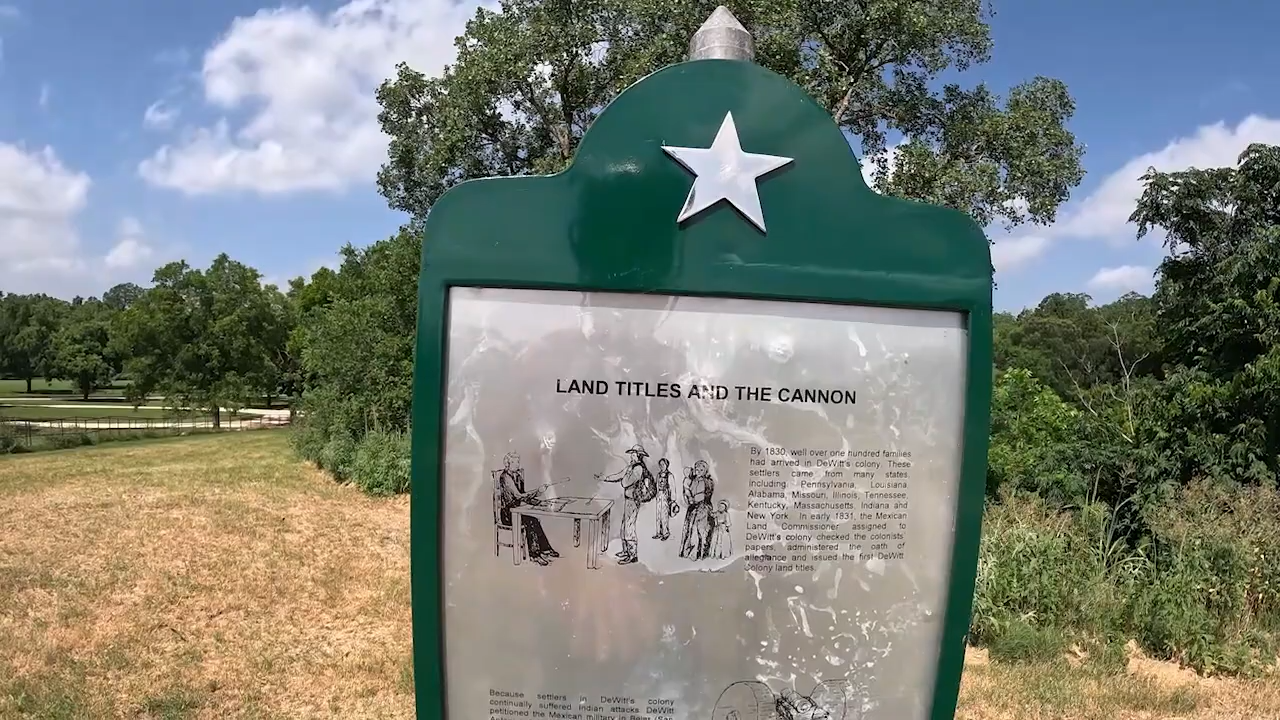 LAND TITLES AND THE CANNON
By 1830, well over one hundred families
had arrived in DeWitt's colony. These
settlers came from many states
including Pennsylvania, Louisiana,
Alabama, Missouri, Illinois, Tennessee,
Kentucky, Massachusetts, Indiana and
New York. In early 1831, the Mexican
Land Commissioner assigned to
DeWitt's colony checked the colonists'
papers, administered the oath of
allegiance and issued the first DeWitt
Colony land titles.
Because settlers in DeWitt's colony
continually suffered Indian attacks, DeWitt
petitioned the Mexican military in Bejar (San